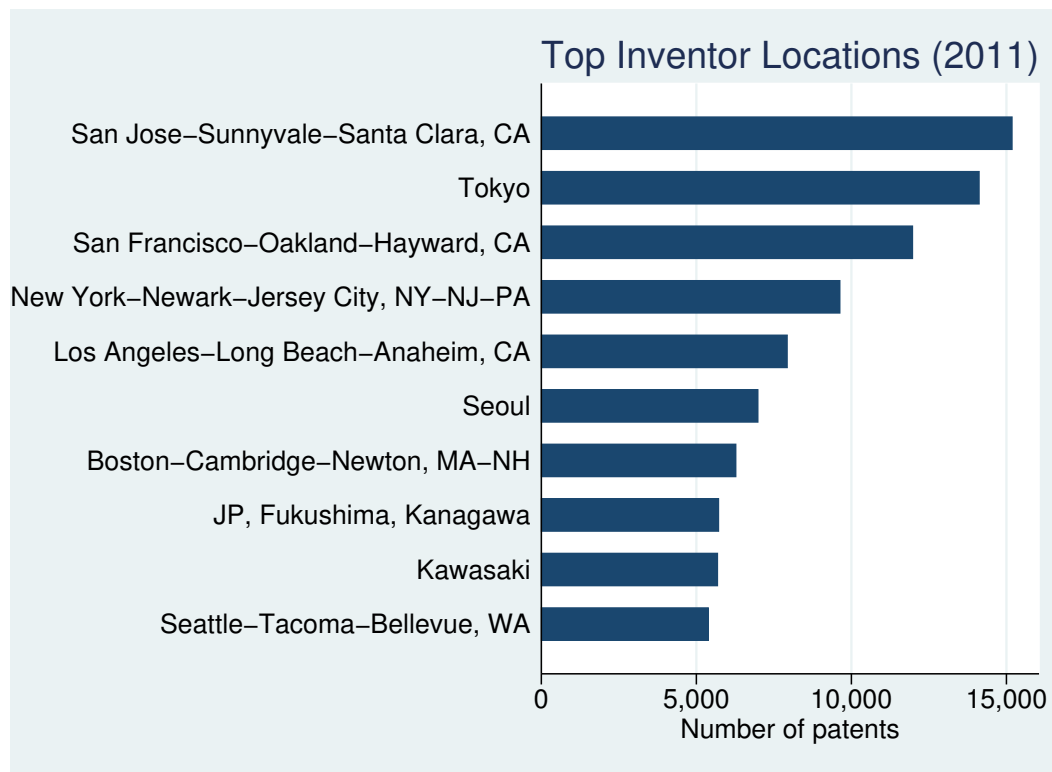 Top Inventor Locations (2011)
San Jose−Sunnyvale−Santa Clara, CA
Tokyo
San Francisco−Oakland−Hayward, CA
New York−Newark−Jersey City, NY−NJ−PA
Los Angeles−Long Beach−Anaheim, CA
Seoul
Boston−Cambridge−Newton, MA−NH
JP, Fukushima, Kanagawa
Kawasaki
Seattle−Tacoma−Bellevue, WA
0 5,000 10,000 15,000
Number of patents